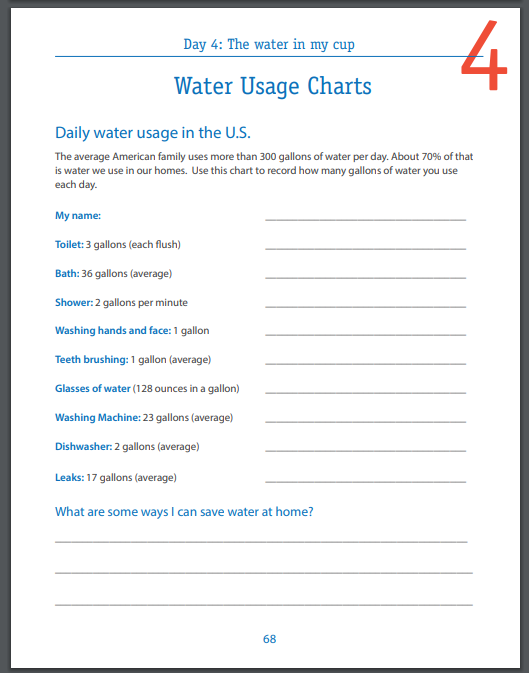 Day 4: The water in my cup
4
Water Usage Charts
Daily water usage in the U.S.
The average American family uses more than 300 gallons of water per day. About 70% of that
is water we use in our homes. Use this chart to record how many gallons of water you use
each day.
My name:
Toilet: 3 gallons (each flush)
Bath: 36 gallons (average)
Shower: 2 gallons per minute
Washing hands and face: 1 gallon
Teeth brushing: 1 gallon (average)
Glasses of water (128 ounces in a gallon)
Washing Machine: 23 gallons (average)
Dishwasher: 2 gallons (average)
Leaks: 17 gallons (average)
What are some ways I can save water at home?
68